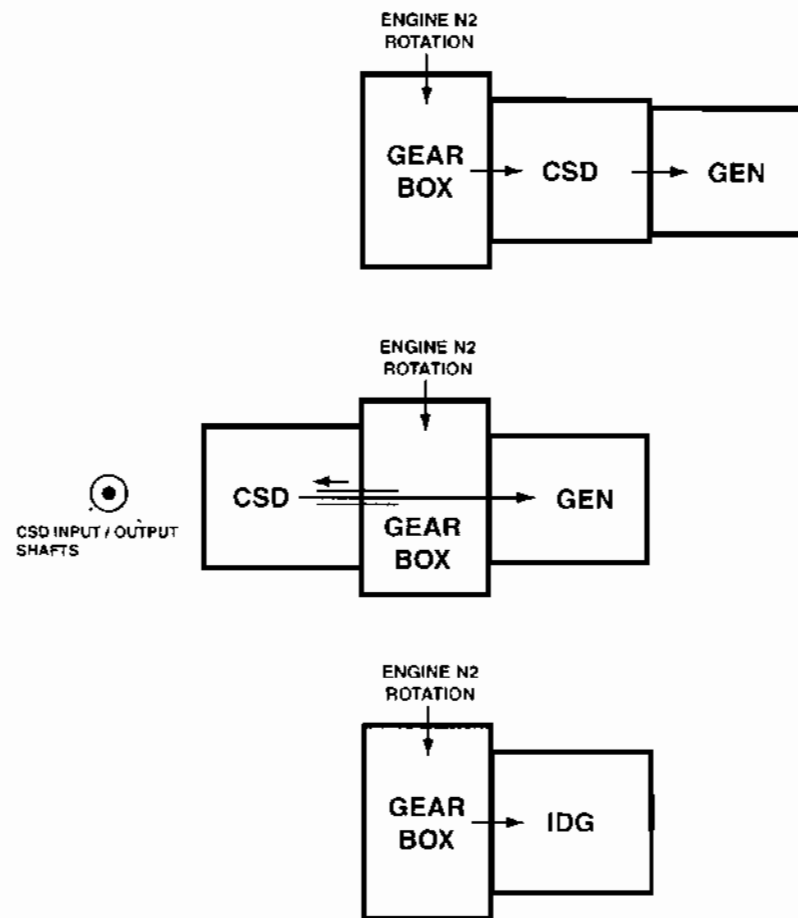 ENGINE N2
ROTATION
GEAR
BOX
CSD
GEN
ENGINE N2
ROTATION
CSD
GEAR
BOX
GEN
CSD INPUT / OUTPUT
SHAFTS
ENGINE N2
ROTATION
GEAR
BOX
IDG